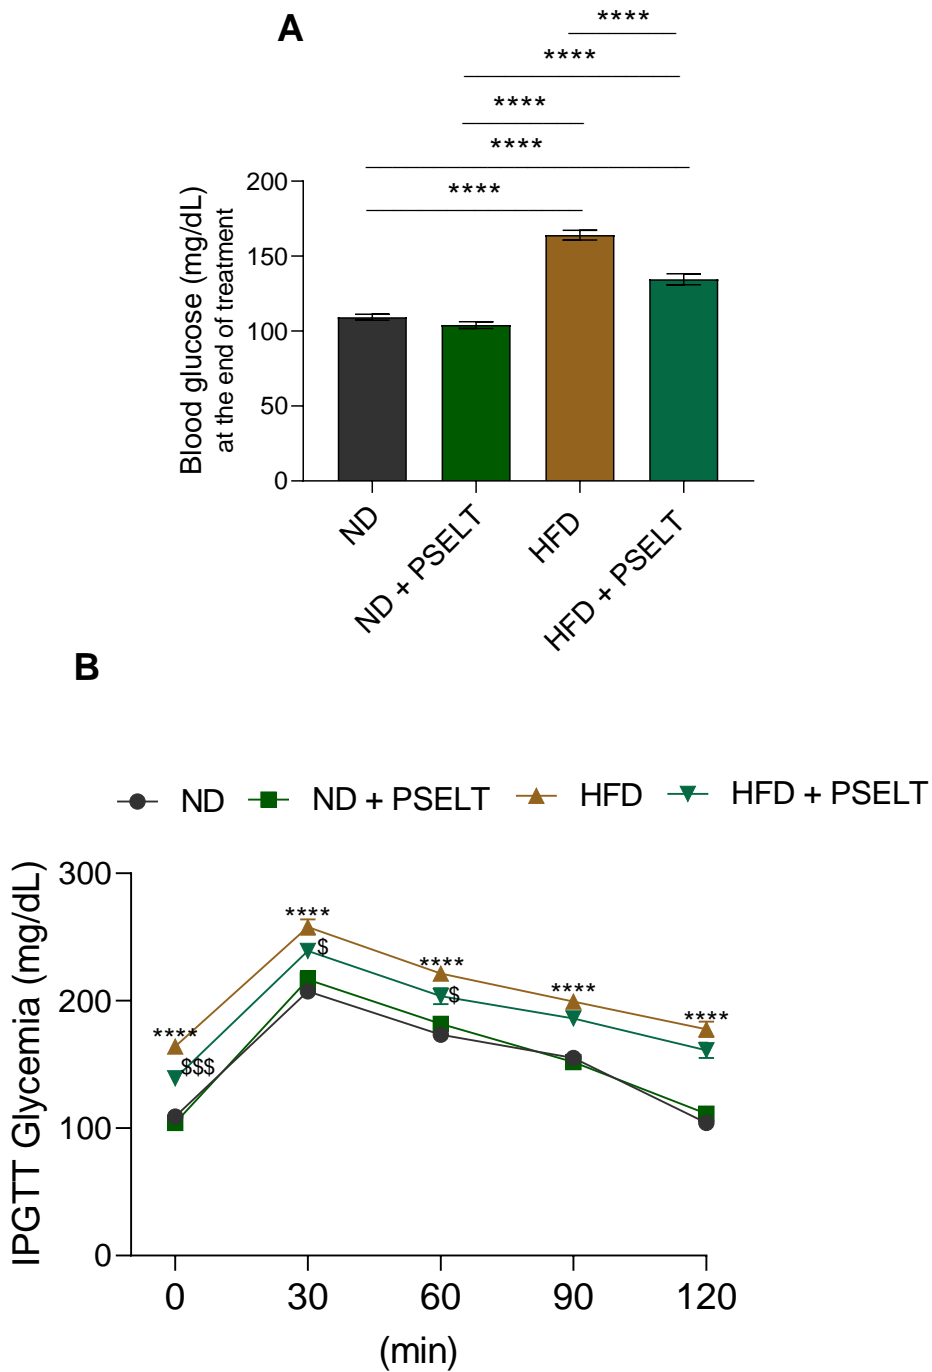 A
****
****
****
****
****
Blood glucose (mg/dL)
at the end of treatment
200
150
100
50
0
ND
ND + PSELT
HFD
HFD + PSELT
B
ND
ND + PSELT
HFD
HFD + PSELT
IPGTT Glycemia (mg/dL)
300
200
100
0
****
$$$
****
$
****
$
****
****
0 30 60 90 120
(min)